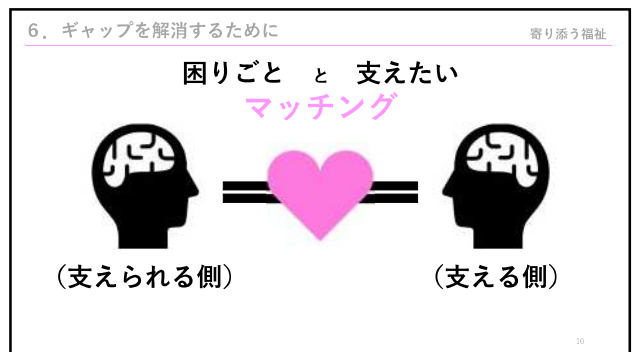 6．ギャップを解消するために
寄り添う福祉
困りごと と 支えたい
マッチング
（支えられる側）
（支える側）
10